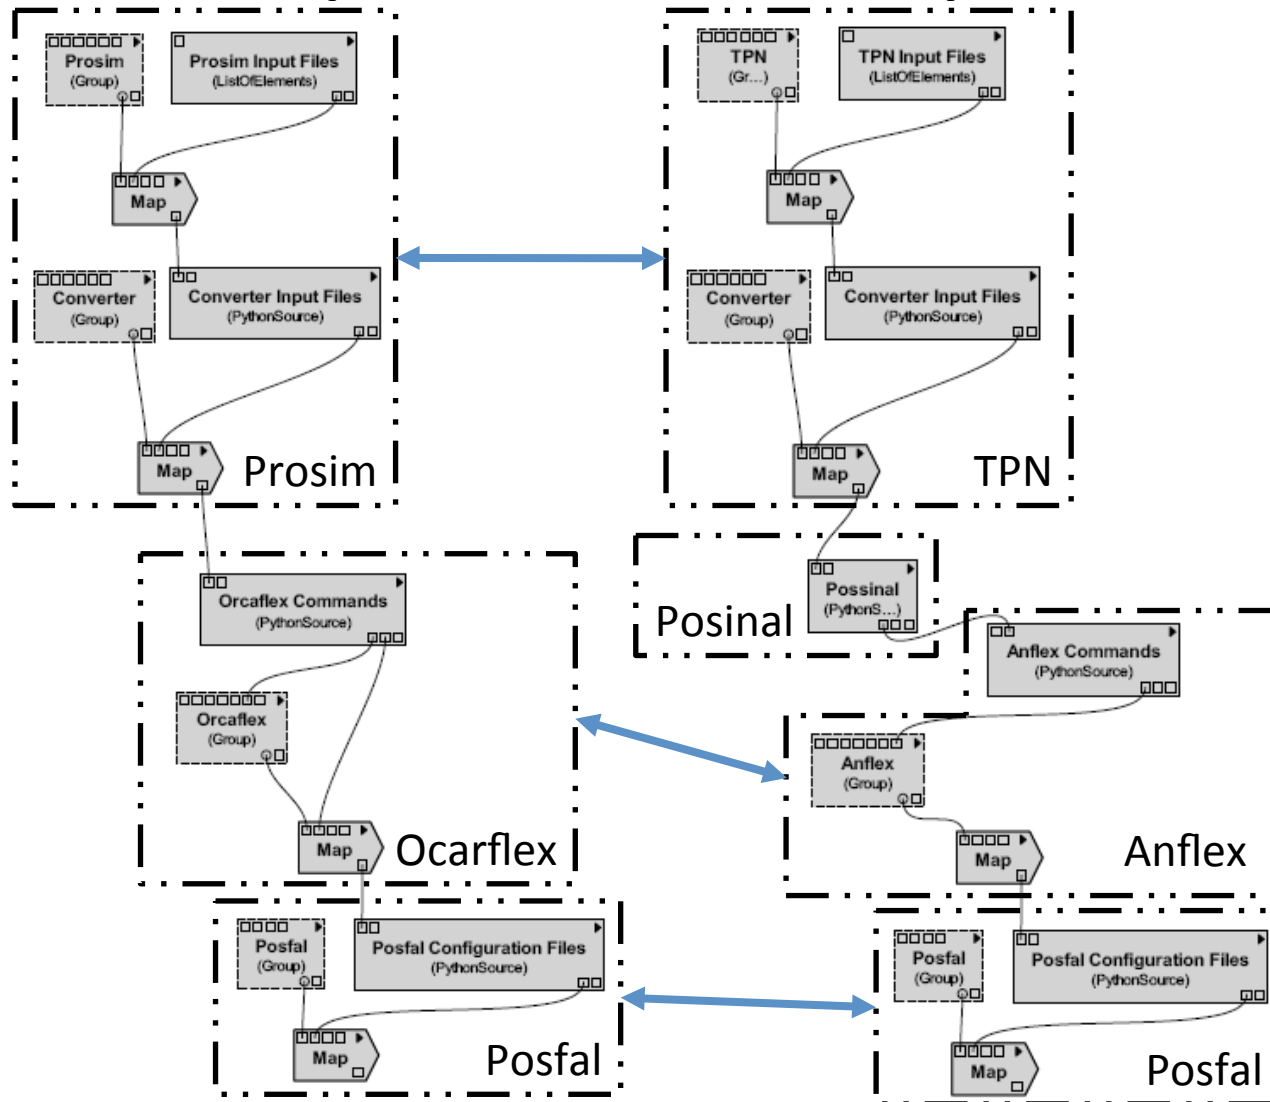 Prosim
(Group)
Prosim Input Files
(ListOfElements)
Map
Converter
(Group)
Converter Input Files
(PythonSource)
Map
Prosim
TPN
(Gr...)
TPN Input Files
(ListOfElements)
Map
Converter
(Group)
Converter Input Files
(PythonSource)
Map
TPN
Orcaflex Commands
(PythonSource)
Orcaflex
(Group)
Map
Ocarflex
Possinal
(PythonS...)
Posinal
Anflex Commands
(PythonSource)
Anflex
(Group)
Map
Anflex
Posfal
(Group)
Posfal Configuration Files
(PythonSource)
Map
Posfal
Posfal
(Group)
Posfal Configuration Files
(PythonSource)
Map
Posfal